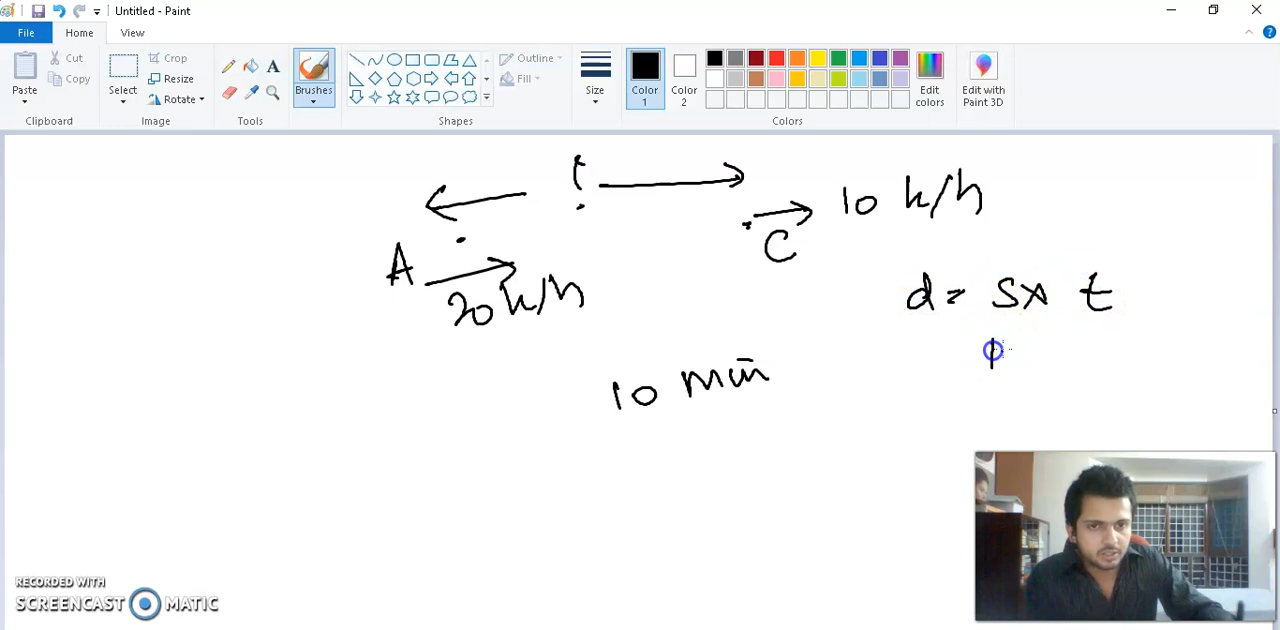 Untitled - Paint
File Home View
Paste
Cut
Copy
Clipboard
Select
Crop
Resize
Rotate
Image
A
Tools
Brushes
Outline
Fill
Shapes
Size
Color 1
Color 2
Edit colors
Colors
Edit with Paint 3D
10 k/h
C
A
20 k/h
d = S x t
10 min
RECORDED WITH
SCREENCAST MATIC